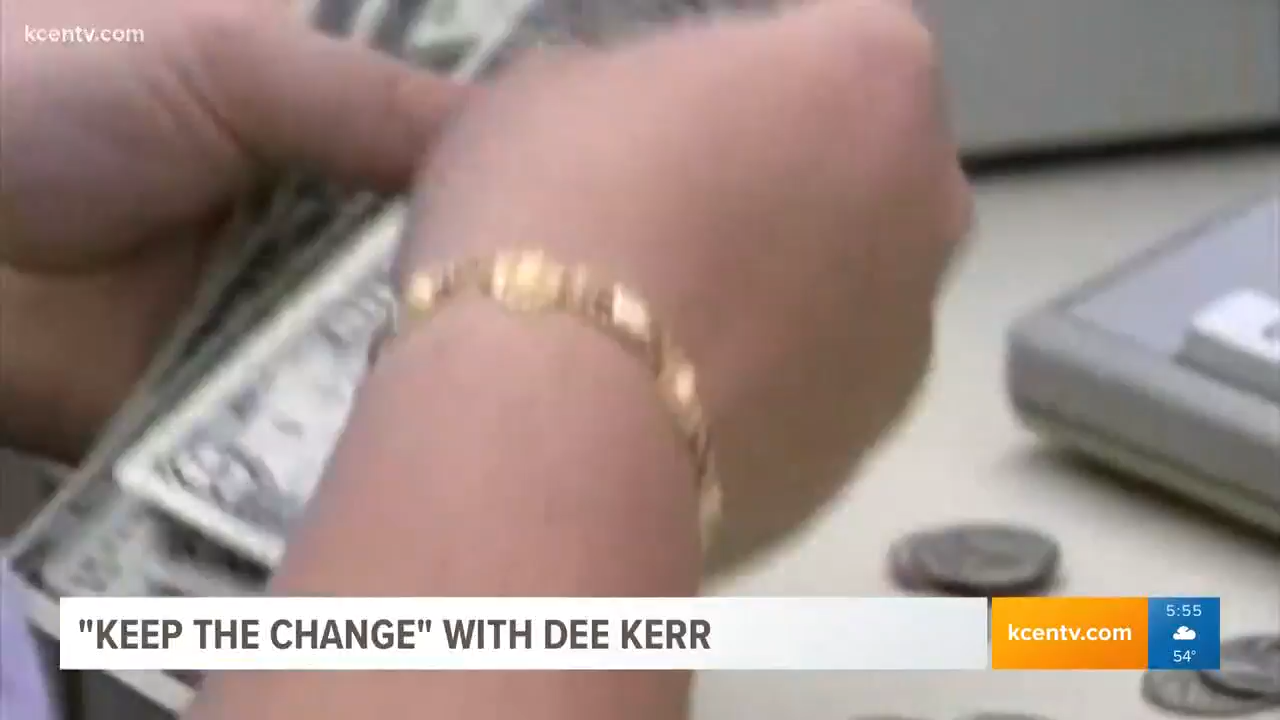 kcentv.com
"KEEP THE CHANGE" WITH DEE KERR
kcentv.com
5:55
54°